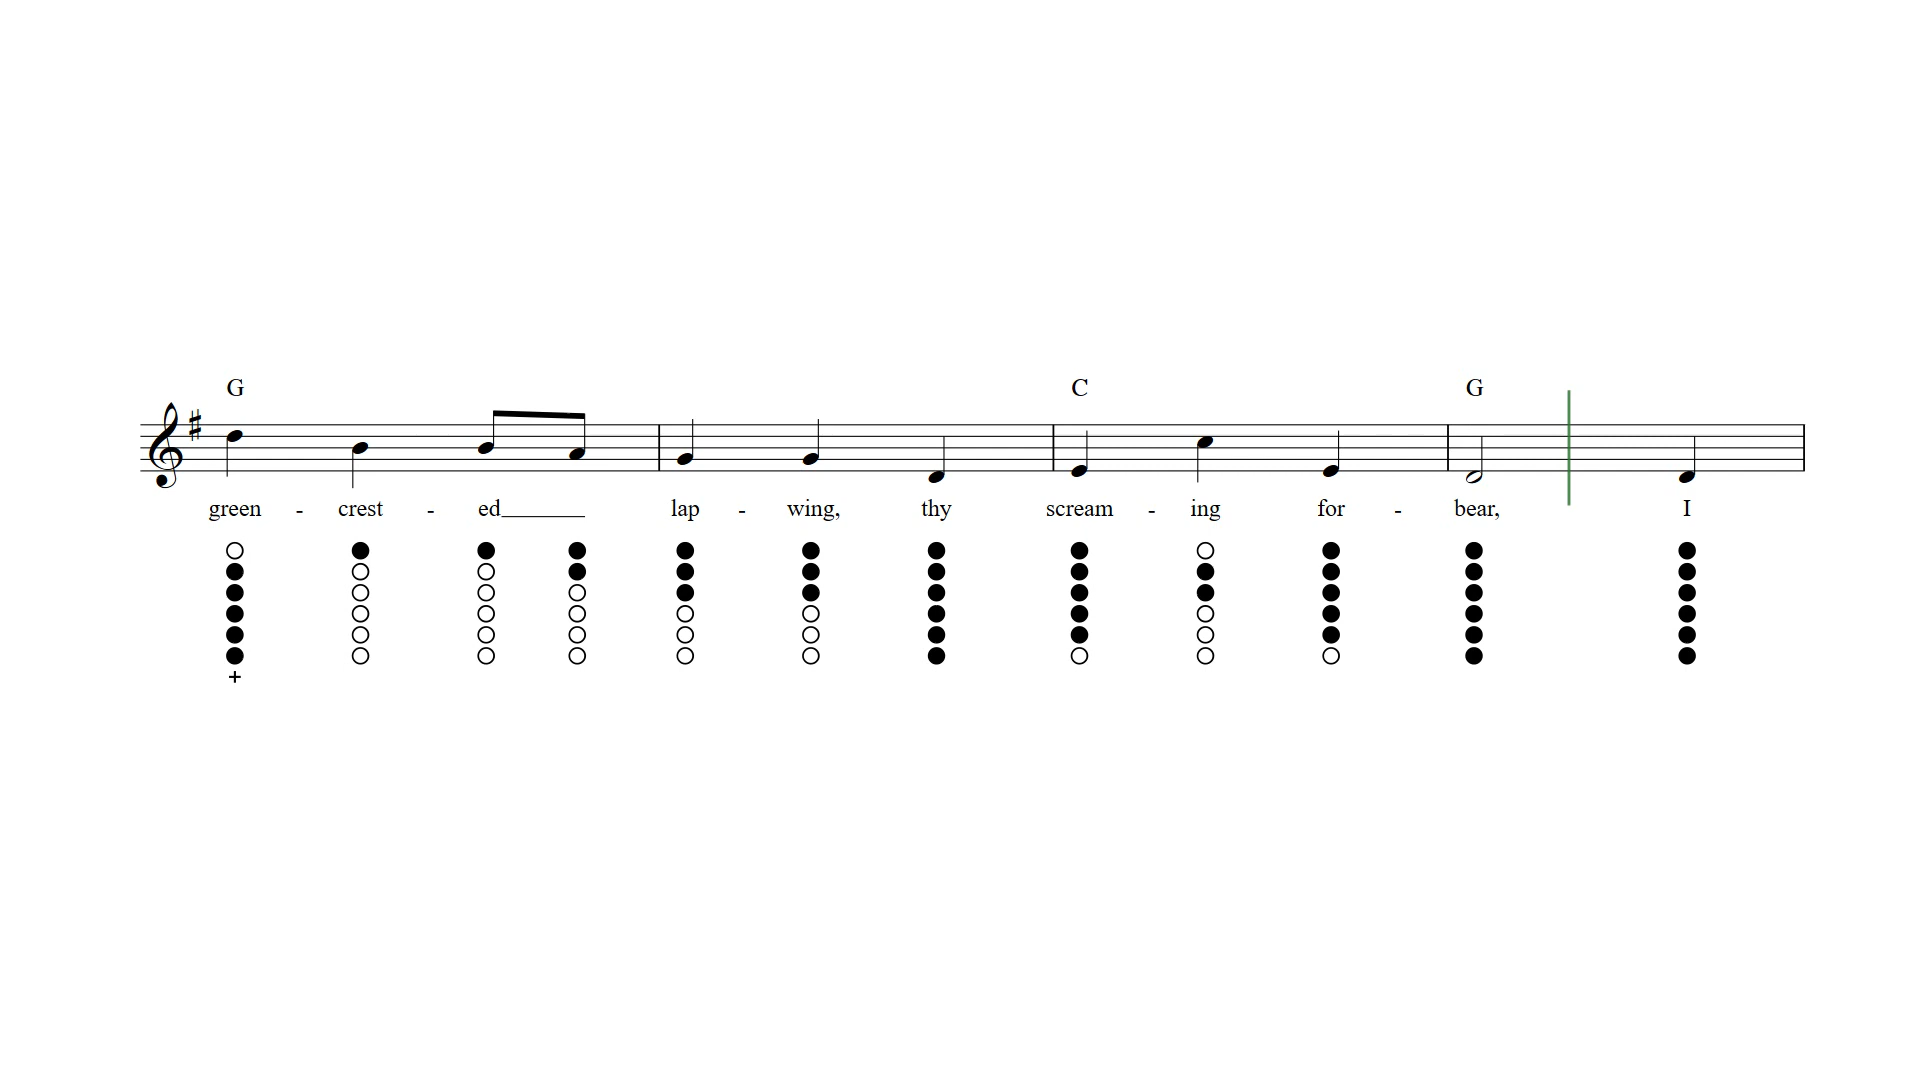 G C G
green - crest - ed_______ lap - wing, thy scream - ing for - bear, I
+